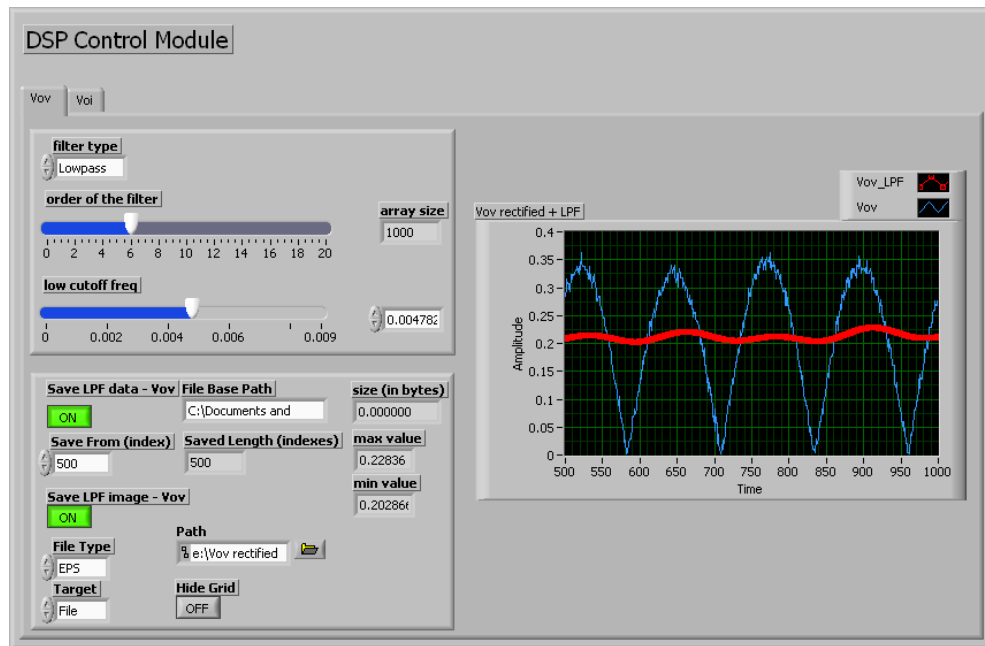 DSP Control Module
Vov Voi
filter type
Lowpass
order of the filter
0 2 4 6 8 10 12 14 16 18 20
array size
1000
low cutoff freq
0 0.002 0.004 0.006 0.009
0.004782
Save LPF data - Vov
ON
File Base Path
C:\Documents and
size (in bytes)
0.000000
Save From (index)
500
Saved Length (indexes)
500
max value
0.22836
min value
0.20286
Save LPF image - Vov
ON
File Type
EPS
Path
e:\Vov rectified
Target
File
Hide Grid
OFF
Vov_LPF
Vov
Vov rectified + LPF
Amplitude
0.4
0.35
0.3
0.25
0.2
0.15
0.1
0.05
0
500 550 600 650 700 750 800 850 900 950 1000
Time